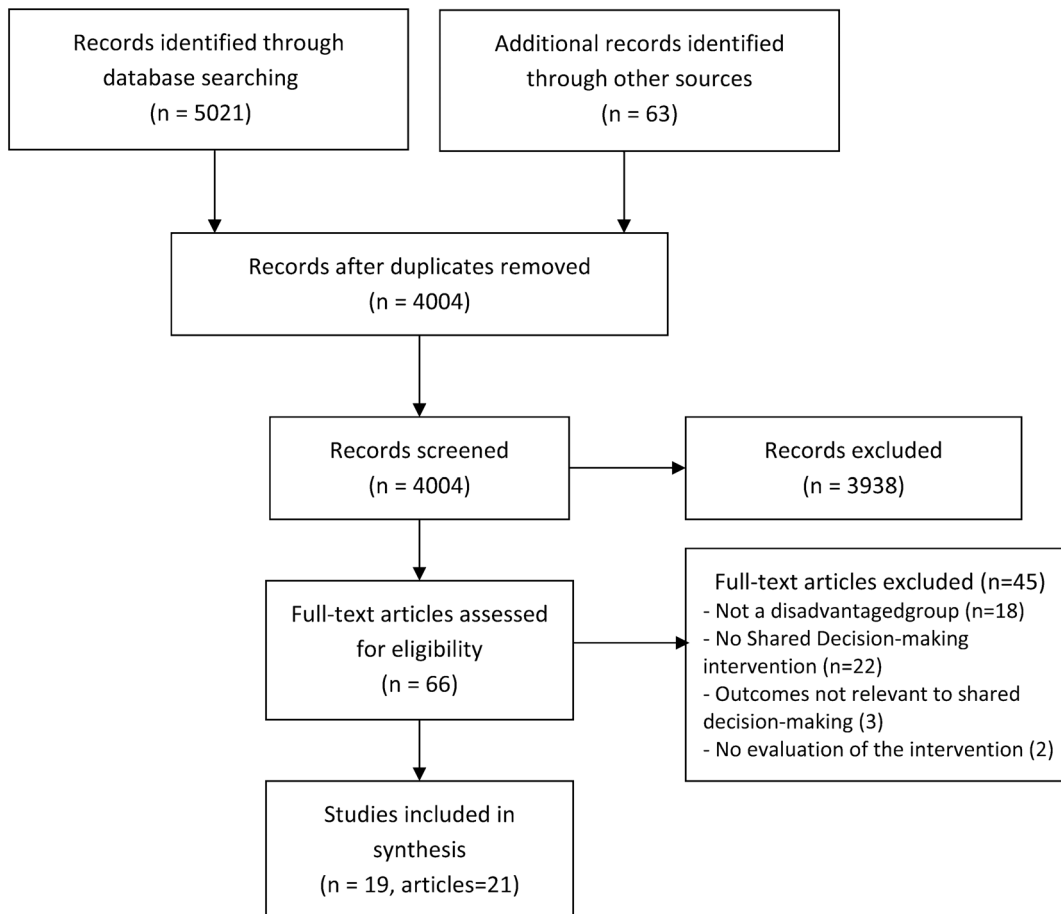 Records identified through
database searching
(n = 5021)
Additional records identified
through other sources
(n = 63)
Records after duplicates removed
(n = 4004)
Records screened
(n = 4004)
Records excluded
(n = 3938)
Full-text articles assessed
for eligibility
(n = 66)
Full-text articles excluded (n=45)
- Not a disadvantagedgroup (n=18)
- No Shared Decision-making
intervention (n=22)
- Outcomes not relevant to shared
decision-making (3)
- No evaluation of the intervention (2)
Studies included in
synthesis
(n = 19, articles=21)